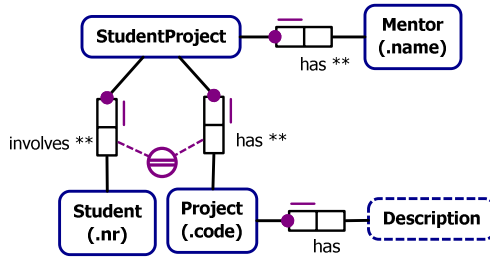 StudentProject
Mentor
(.name)
has **
involves **
has **
Student
(.nr)
Project
(.code)
Description
has